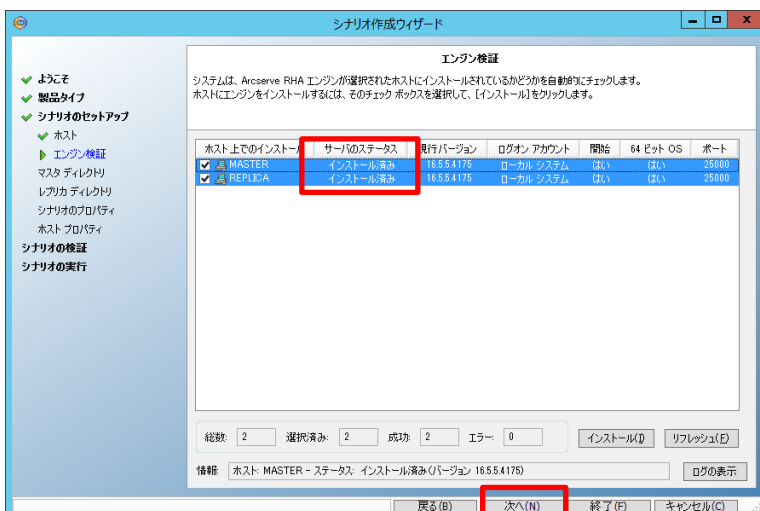 シナリオ作成ウィザード
エンジン検証
システムは、Arcserve RHA エンジンが選択されたホストにインストールされているかどうかを自動的にチェックします。
ホストにエンジンをインストールするには、そのチェック ボックスを選択して、[インストール]をクリックします。
ようこそ
製品タイプ
シナリオのセットアップ
ホスト
エンジン検証
マスタ ディレクトリ
レプリカ ディレクトリ
シナリオのプロパティ
ホスト プロパティ
シナリオの検証
シナリオの実行
ホスト上でのインストール サーバのステータス 現行バージョン ログオン アカウント 開始 64 ビット OS ポート
MASTER インストール済み 16.5.5.4175 ローカル システム (はい) (はい) 25000
REPLICA インストール済み 16.5.5.4175 ローカル システム (はい) (はい) 25000
総数: 2 選択済み: 2 成功: 2 エラー: 0 インストール(I) リフレッシュ(F)
情報: ホスト: MASTER - ステータス: インストール済み(バージョン 16.5.5.4175) ログの表示
戻る(B) 次へ(N) 終了(F) キャンセル(C)